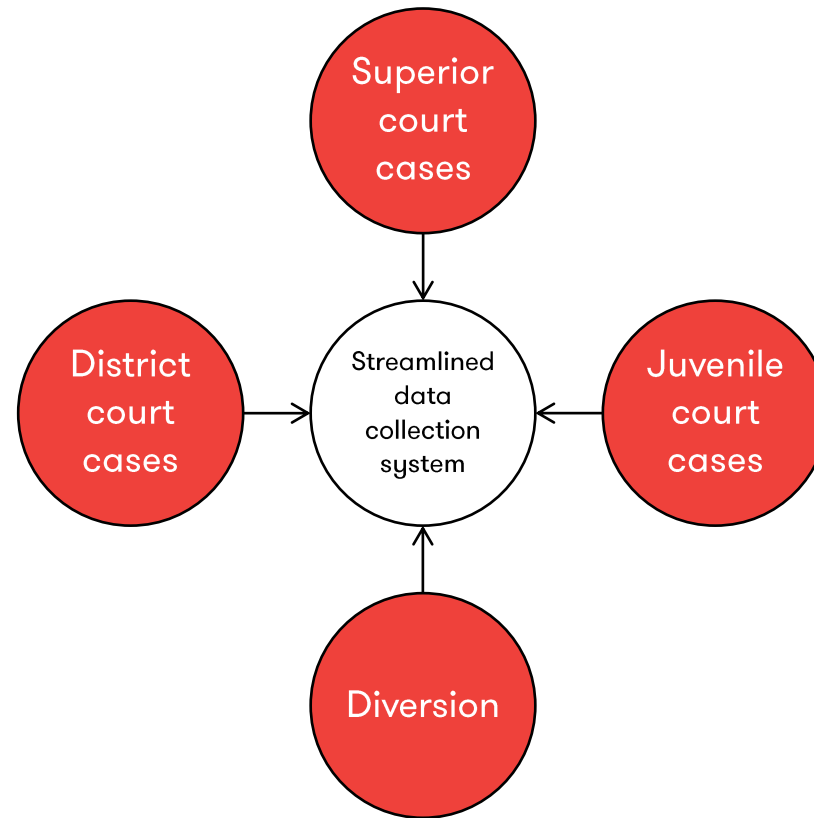 Superior
court
cases
District
court
cases
Streamlined
data
collection
system
Juvenile
court
cases
Diversion